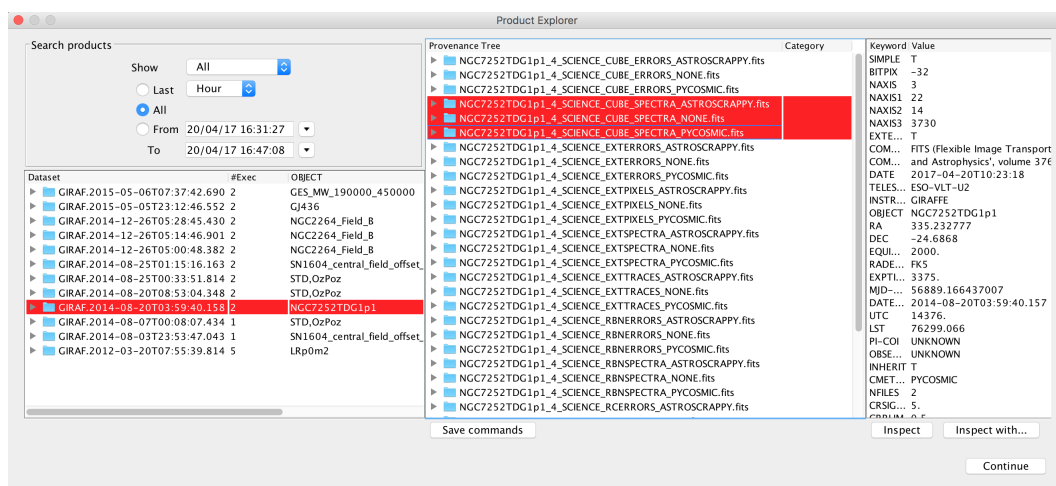 Product Explorer
Search products
Show All
Last Hour
All
From 20/04/17 16:31:27
To 20/04/17 16:47:08
Dataset #Exec OBJECT
GIRAF.2015-05-06T07:37:42.690 2 GES_MW_190000_450000
GIRAF.2015-05-05T23:12:46.552 2 GJ436
GIRAF.2014-12-26T05:28:45.430 2 NGC2264_Field_B
GIRAF.2014-12-26T05:14:46.901 2 NGC2264_Field_B
GIRAF.2014-12-26T05:00:48.382 2 NGC2264_Field_B
GIRAF.2014-08-25T01:15:16.163 2 SN1604_central_field_offset_
GIRAF.2014-08-25T00:33:51.814 2 STD,OzPoz
GIRAF.2014-08-20T08:53:04.348 2 STD,OzPoz
GIRAF.2014-08-20T03:59:40.158 2 NGC7252TDG1p1
GIRAF.2014-08-07T00:08:07.434 1 STD,OzPoz
GIRAF.2014-08-03T23:53:47.043 1 SN1604_central_field_offset_
GIRAF.2012-03-20T07:55:39.814 5 LRp0m2
Provenance Tree Category
NGC7252TDG1p1_4_SCIENCE_CUBE_ERRORS_ASTROSCRAPPY.fits
NGC7252TDG1p1_4_SCIENCE_CUBE_ERRORS_NONE.fits
NGC7252TDG1p1_4_SCIENCE_CUBE_ERRORS_PYCOSMIC.fits
NGC7252TDG1p1_4_SCIENCE_CUBE_SPECTRA_ASTROSCRAPPY.fits
NGC7252TDG1p1_4_SCIENCE_CUBE_SPECTRA_NONE.fits
NGC7252TDG1p1_4_SCIENCE_CUBE_SPECTRA_PYCOSMIC.fits
NGC7252TDG1p1_4_SCIENCE_EXTERRORS_ASTROSCRAPPY.fits
NGC7252TDG1p1_4_SCIENCE_EXTERRORS_NONE.fits
NGC7252TDG1p1_4_SCIENCE_EXTERRORS_PYCOSMIC.fits
NGC7252TDG1p1_4_SCIENCE_EXTPIXELS_ASTROSCRAPPY.fits
NGC7252TDG1p1_4_SCIENCE_EXTPIXELS_NONE.fits
NGC7252TDG1p1_4_SCIENCE_EXTPIXELS_PYCOSMIC.fits
NGC7252TDG1p1_4_SCIENCE_EXTSPECTRA_ASTROSCRAPPY.fits
NGC7252TDG1p1_4_SCIENCE_EXTSPECTRA_NONE.fits
NGC7252TDG1p1_4_SCIENCE_EXTSPECTRA_PYCOSMIC.fits
NGC7252TDG1p1_4_SCIENCE_EXTTRACES_ASTROSCRAPPY.fits
NGC7252TDG1p1_4_SCIENCE_EXTTRACES_NONE.fits
NGC7252TDG1p1_4_SCIENCE_EXTTRACES_PYCOSMIC.fits
NGC7252TDG1p1_4_SCIENCE_RBNERRORS_ASTROSCRAPPY.fits
NGC7252TDG1p1_4_SCIENCE_RBNERRORS_NONE.fits
NGC7252TDG1p1_4_SCIENCE_RBNERRORS_PYCOSMIC.fits
NGC7252TDG1p1_4_SCIENCE_RBNSPECTRA_ASTROSCRAPPY.fits
NGC7252TDG1p1_4_SCIENCE_RBNSPECTRA_NONE.fits
NGC7252TDG1p1_4_SCIENCE_RBNSPECTRA_PYCOSMIC.fits
NGC7252TDG1p1_4_SCIENCE_RCERRORS_ASTROSCRAPPY.fits
Save commands
Keyword Value
SIMPLE T
BITPIX -32
NAXIS 3
NAXIS1 22
NAXIS2 14
NAXIS3 3730
EXTE... T
COM... FITS (Flexible Image Transport
COM... and Astrophysics', volume 376
DATE 2017-04-20T10:23:18
TELES... ESO-VLT-U2
INSTR... GIRAFFE
OBJECT NGC7252TDG1p1
RA 335.232777
DEC -24.6868
EQUI... 2000.
RADE... FK5
EXPTI... 3375.
MJD-... 56889.166437007
DATE... 2014-08-20T03:59:40.157
UTC 14376.
LST 76299.066
PI-COI UNKNOWN
OBSE... UNKNOWN
INHERIT T
CMET... PYCOSMIC
NFILES 2
CRSIG... 5.
Inspect Inspect with...
Continue